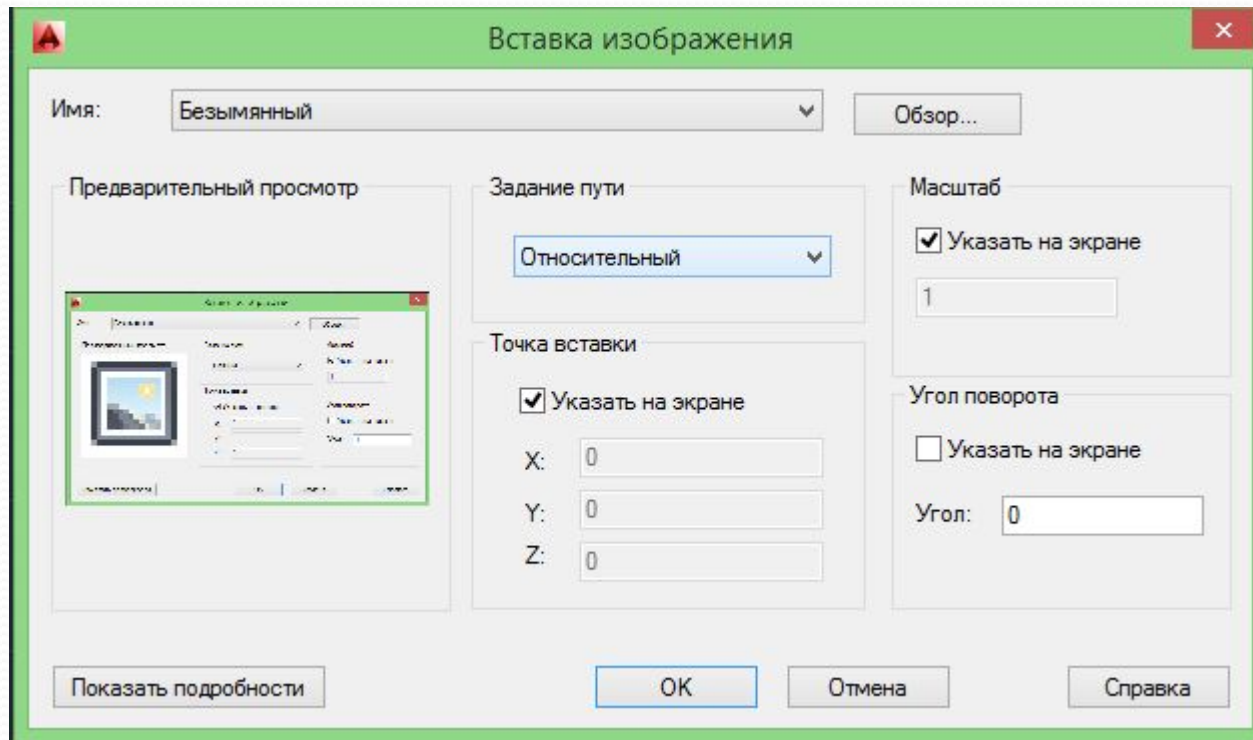 Вставка изображения
Имя: Безымянный Обзор...
Предварительный просмотр
Задание пути
Относительный
Масштаб
Указать на экране
1
Точка вставки
Указать на экране
X: 0
Y: 0
Z: 0
Угол поворота
Указать на экране
Угол: 0
Показать подробности OK Отмена Справка